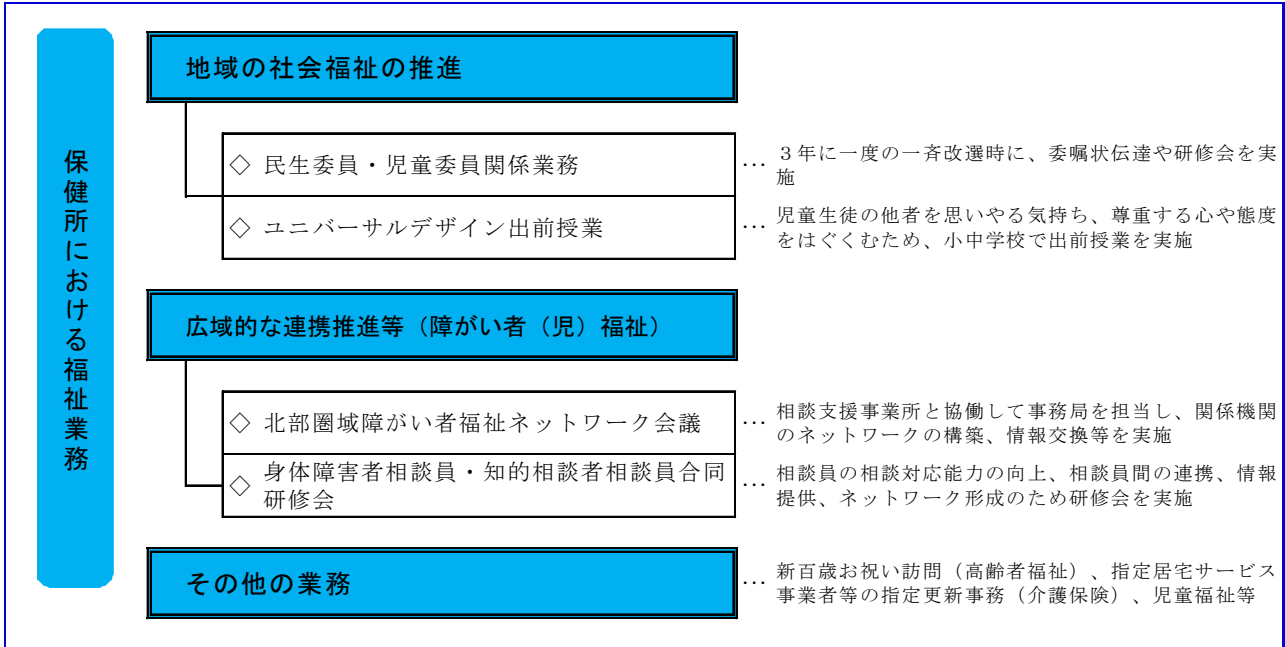 保健所における福祉業務
地域の社会福祉の推進
◇ 民生委員・児童委員関係業務
… 3年に一度の一斉改選時に、委嘱状伝達や研修会を実
施
◇ ユニバーサルデザイン出前授業
… 児童生徒の他者を思いやる気持ち、尊重する心や態度
をはぐくむため、小中学校で出前授業を実施
広域的な連携推進等（障がい者（児）福祉）
◇ 北部圏域障がい者福祉ネットワーク会議
… 相談支援事業所と協働して事務局を担当し、関係機関
のネットワークの構築、情報交換等を実施
◇ 身体障害者相談員・知的相談者相談員合同
研修会
… 相談員の相談対応能力の向上、相談員間の連携、情報
提供、ネットワーク形成のため研修会を実施
その他の業務
… 新百歳お祝い訪問（高齢者福祉）、指定居宅サービス
事業者等の指定更新事務（介護保険）、児童福祉等